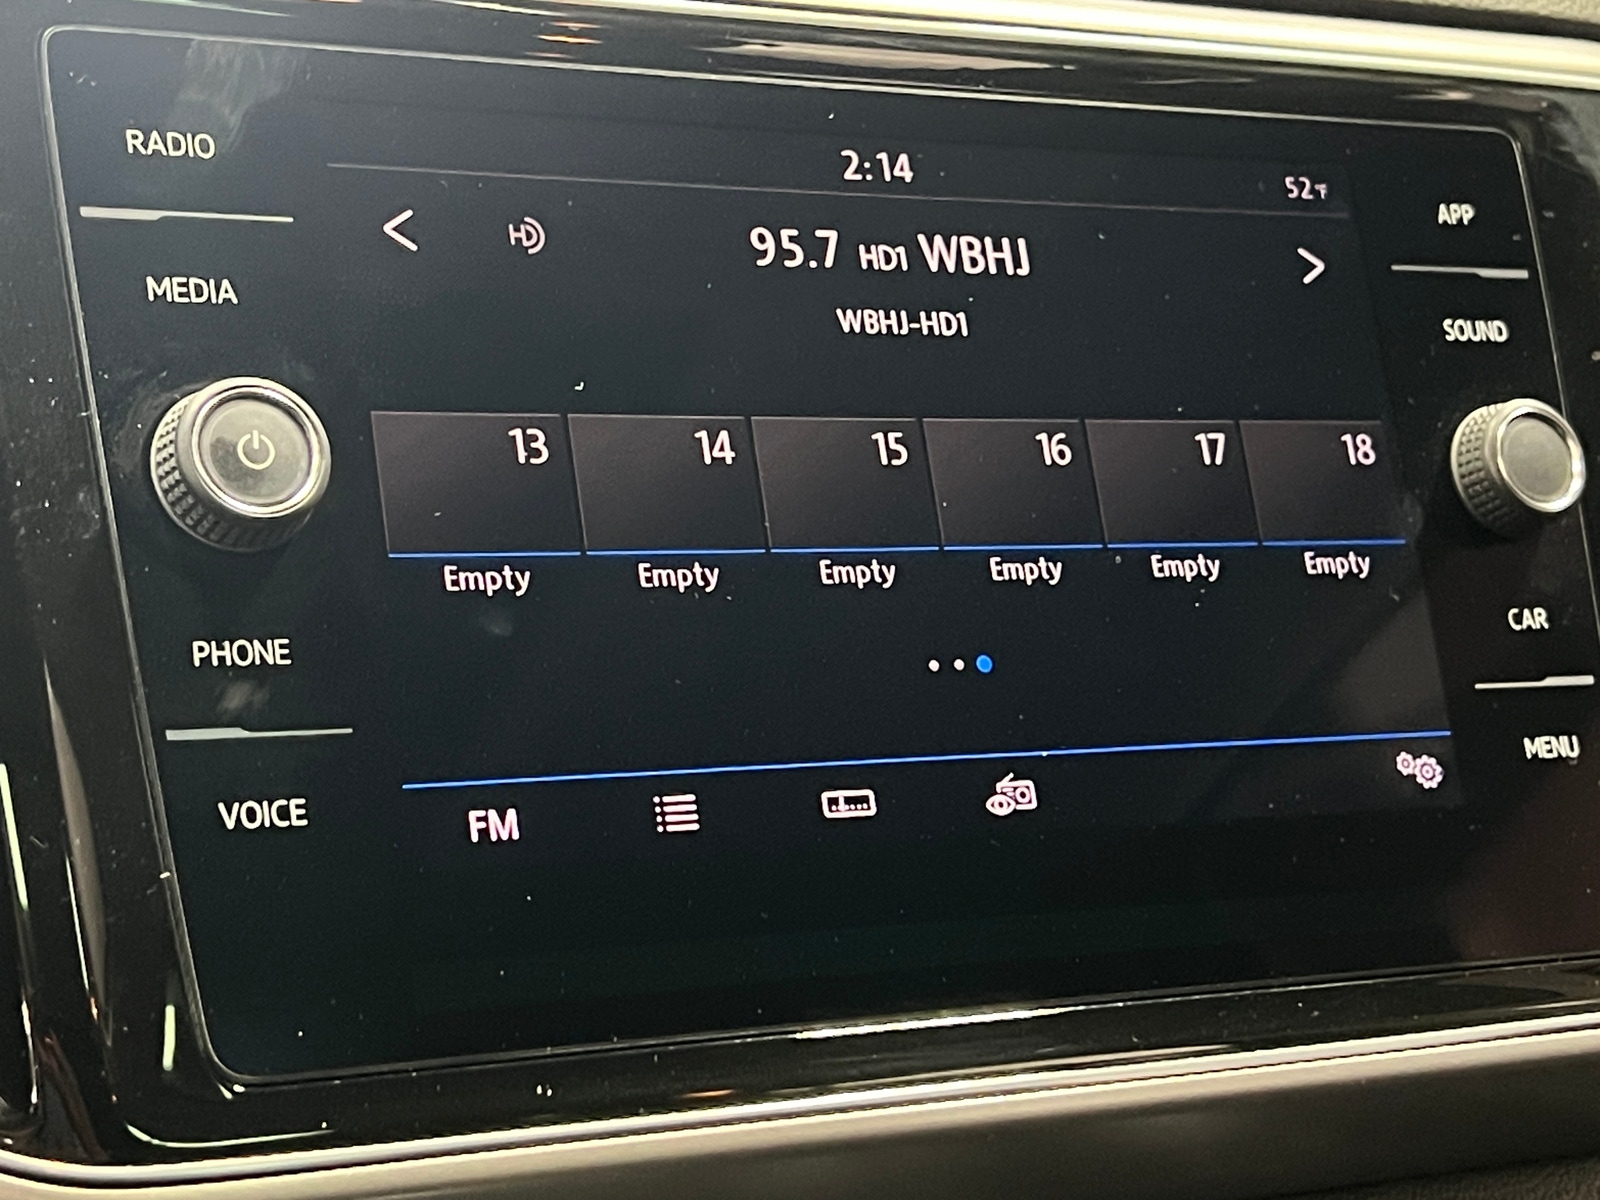 RADIO
MEDIA
PHONE
VOICE
2:14
52°F
HD
95.7 HD1 WBHJ
WBHJ-HD1
13 14 15 16 17 18
Empty Empty Empty Empty Empty Empty
FM
APP
SOUND
CAR
MENU